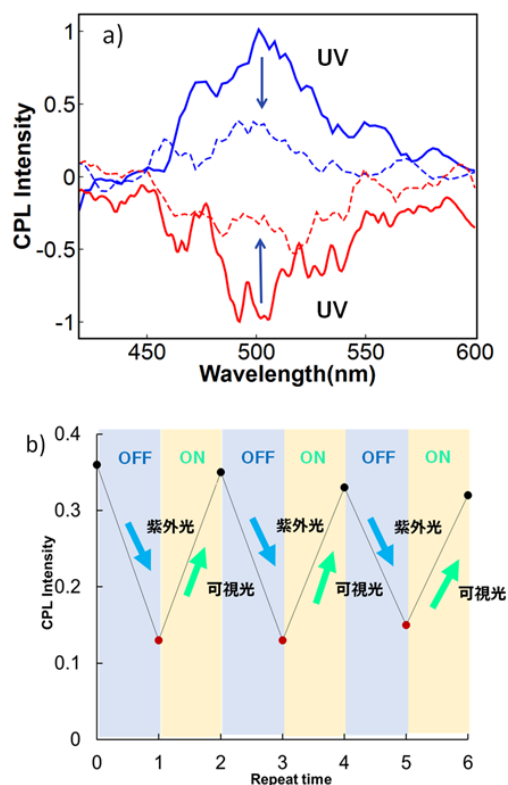 a)
UV
1
0.5
0
-0.5
-1
CPL Intensity
UV
450 500 550 600
Wavelength(nm)
b)
0.4
0.3
0.2
0.1
0
CPL Intensity
OFF ON OFF ON OFF ON
紫外光 紫外光 紫外光
可視光 可視光 可視光
0 1 2 3 4 5 6
Repeat time